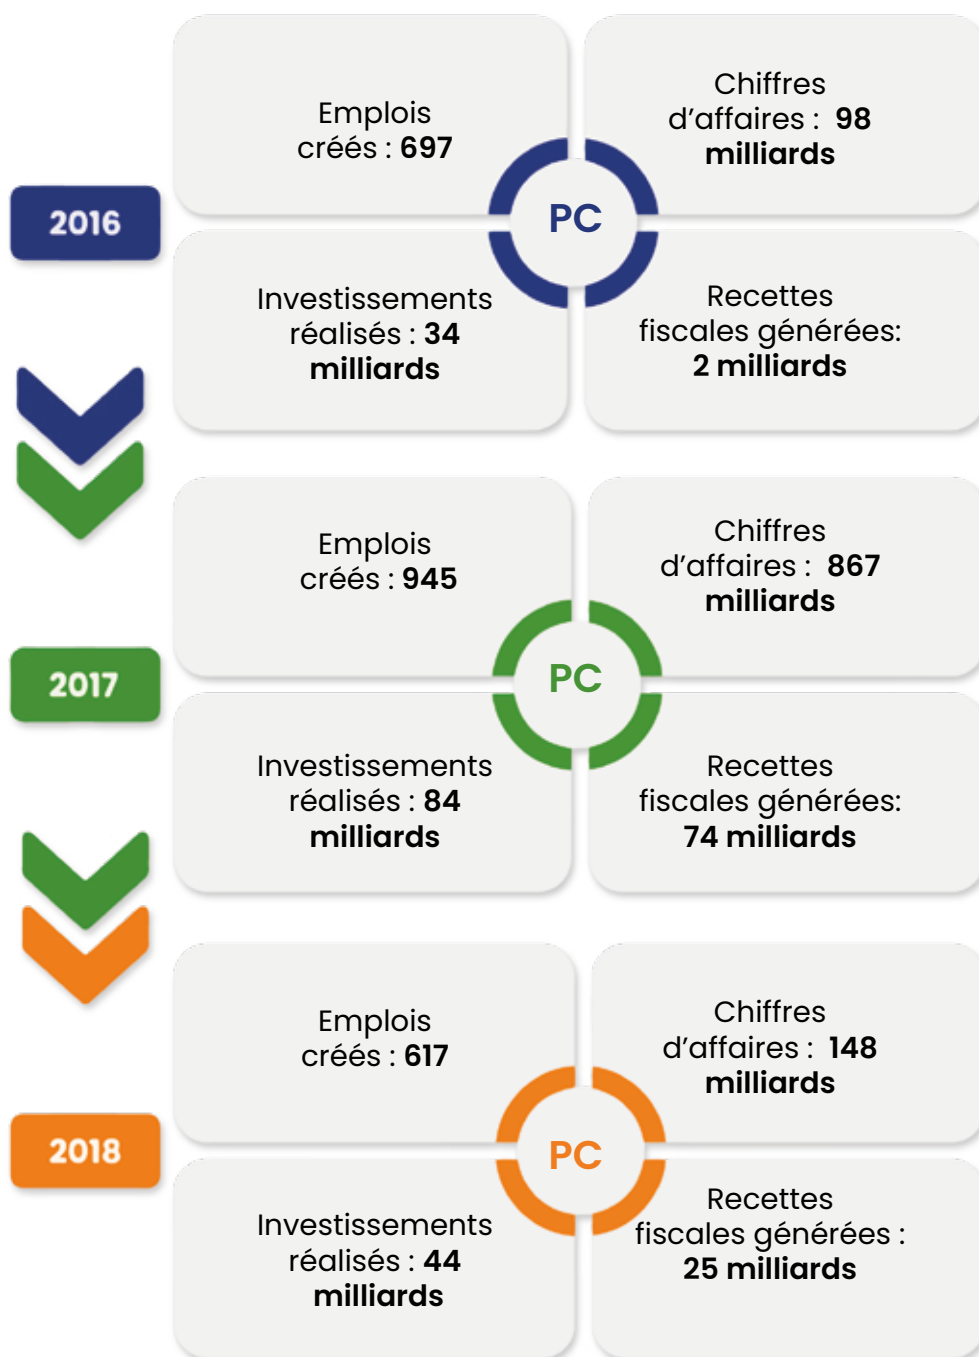 2016
Emplois
créés : 697
Chiffres
d’affaires : 98
milliards
PC
Investissements
réalisés : 34
milliards
Recettes
fiscales générées:
2 milliards
2017
Emplois
créés : 945
Chiffres
d’affaires : 867
milliards
PC
Investissements
réalisés : 84
milliards
Recettes
fiscales générées:
74 milliards
2018
Emplois
créés : 617
Chiffres
d’affaires : 148
milliards
PC
Investissements
réalisés : 44
milliards
Recettes
fiscales générées :
25 milliards